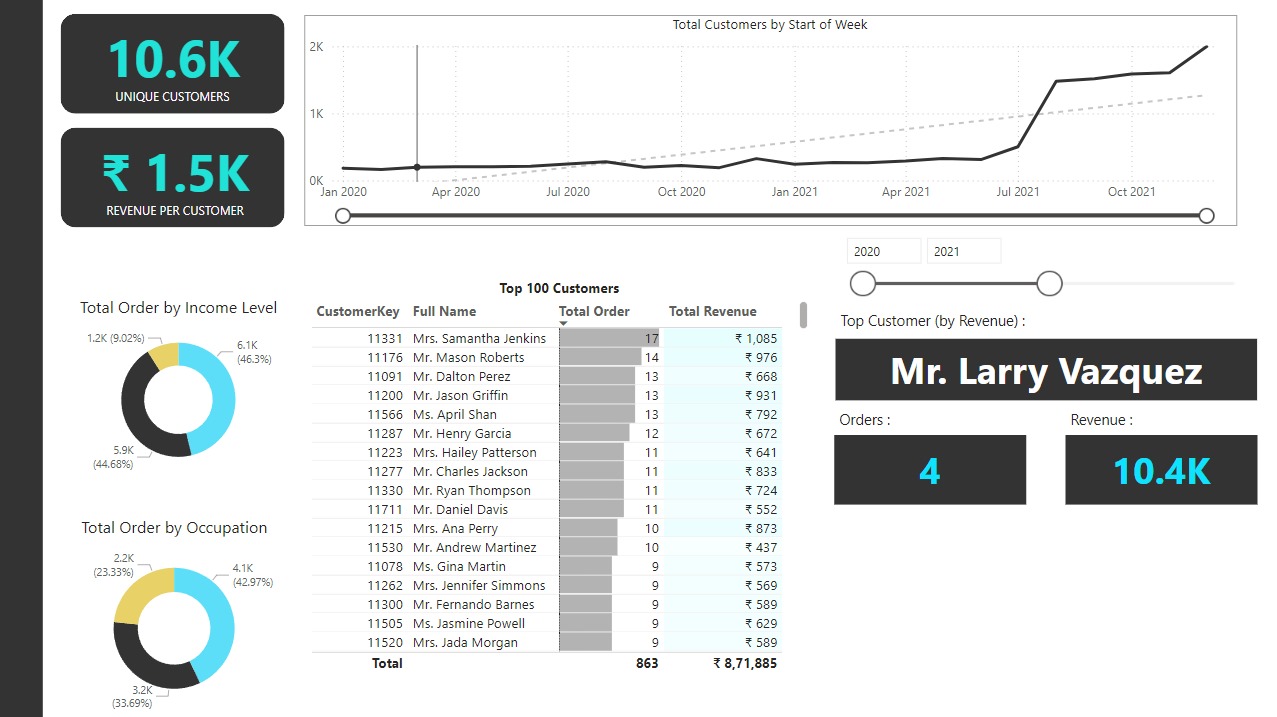 10.6K
UNIQUE CUSTOMERS
₹ 1.5K
REVENUE PER CUSTOMER
Total Customers by Start of Week
2K
1K
0K
Jan 2020 Apr 2020 Jul 2020 Oct 2020 Jan 2021 Apr 2021 Jul 2021 Oct 2021
2020 2021
Total Order by Income Level
1.2K (9.02%)
6.1K
(46.3%)
5.9K
(44.68%)
Total Order by Occupation
2.2K
(23.33%)
4.1K
(42.97%)
3.2K
(33.69%)
Top 100 Customers
CustomerKey Full Name Total Order Total Revenue
11331 Mrs. Samantha Jenkins 17 ₹ 1,085
11176 Mr. Mason Roberts 14 ₹ 976
11091 Mr. Dalton Perez 13 ₹ 668
11200 Mr. Jason Griffin 13 ₹ 931
11566 Ms. April Shan 13 ₹ 792
11287 Mr. Henry Garcia 12 ₹ 672
11223 Mrs. Hailey Patterson 11 ₹ 641
11277 Mr. Charles Jackson 11 ₹ 833
11330 Mr. Ryan Thompson 11 ₹ 724
11711 Mr. Daniel Davis 11 ₹ 552
11215 Mrs. Ana Perry 10 ₹ 873
11530 Mr. Andrew Martinez 10 ₹ 437
11078 Ms. Gina Martin 9 ₹ 573
11262 Mrs. Jennifer Simmons 9 ₹ 569
11300 Mr. Fernando Barnes 9 ₹ 589
11505 Ms. Jasmine Powell 9 ₹ 629
11520 Mrs. Jada Morgan 9 ₹ 589
Total 863 ₹ 8,71,885
Top Customer (by Revenue) :
Mr. Larry Vazquez
Orders : Revenue :
4 10.4K